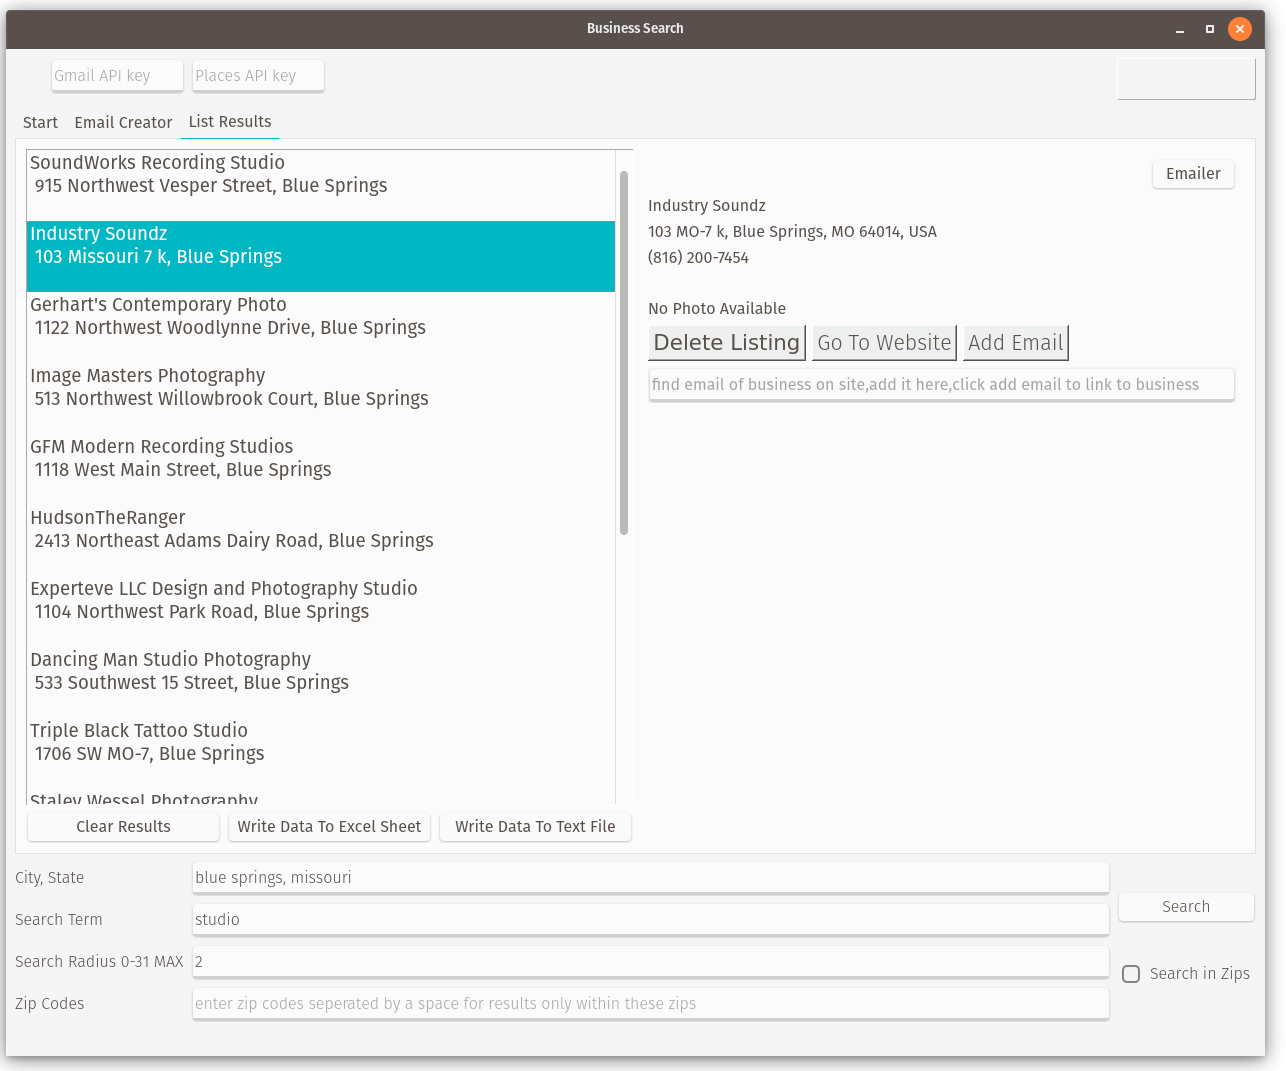 Business Search
Gmail API key
Places API key
Start
Email Creator
List Results
SoundWorks Recording Studio
915 Northwest Vesper Street, Blue Springs
Industry Soundz
103 Missouri 7 k, Blue Springs
Gerhart's Contemporary Photo
1122 Northwest Woodlynne Drive, Blue Springs
Image Masters Photography
513 Northwest Willowbrook Court, Blue Springs
GFM Modern Recording Studios
1118 West Main Street, Blue Springs
HudsonTheRanger
2413 Northeast Adams Dairy Road, Blue Springs
Experteve LLC Design and Photography Studio
1104 Northwest Park Road, Blue Springs
Dancing Man Studio Photography
533 Southwest 15 Street, Blue Springs
Triple Black Tattoo Studio
1706 SW MO-7, Blue Springs
Staley Wessel Photography
Clear Results
Write Data To Excel Sheet
Write Data To Text File
Emailer
Industry Soundz
103 MO-7 k, Blue Springs, MO 64014, USA
(816) 200-7454
No Photo Available
Delete Listing
Go To Website
Add Email
find email of business on site,add it here,click add email to link to business
City, State
blue springs, missouri
Search Term
studio
Search Radius 0-31 MAX
2
Zip Codes
enter zip codes seperated by a space for results only within these zips
Search
Search in Zips